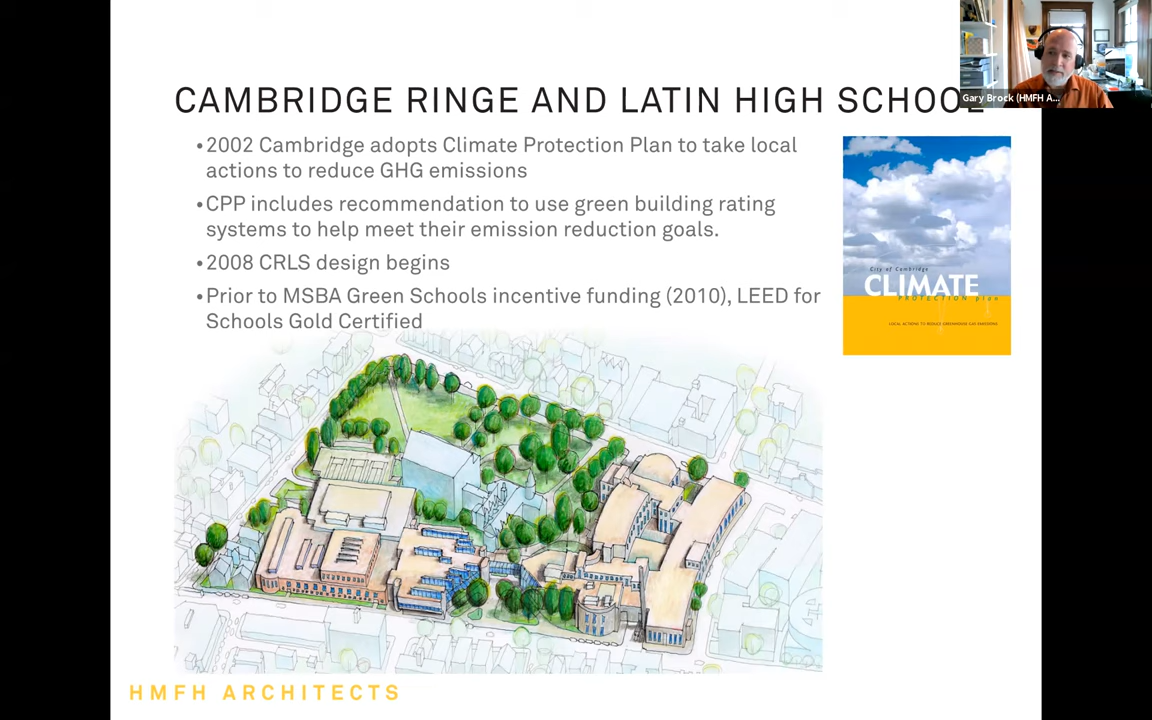 CAMBRIDGE RINGE AND LATIN HIGH SCHOOL
Gary Brock (HMFH A...
•2002 Cambridge adopts Climate Protection Plan to take local
actions to reduce GHG emissions
•CPP includes recommendation to use green building rating
systems to help meet their emission reduction goals.
•2008 CRLS design begins
•Prior to MSBA Green Schools incentive funding (2010), LEED for
Schools Gold Certified
City of Cambridge
CLIMATE
PROTECTION plan
LOCAL ACTIONS TO REDUCE GREENHOUSE GAS EMISSIONS
HMFH ARCHITECTS